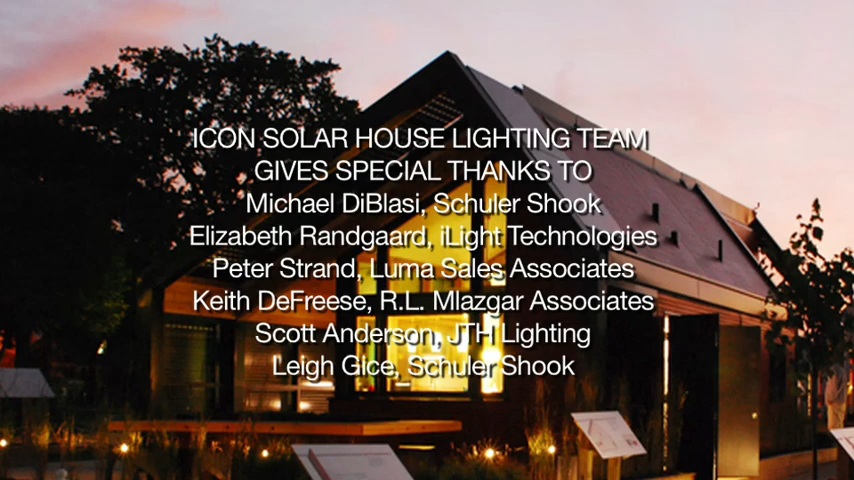 ICON SOLAR HOUSE LIGHTING TEAM
GIVES SPECIAL THANKS TO
Michael DiBlasi, Schuler Shook
Elizabeth Randgaard, iLight Technologies
Peter Strand, Luma Sales Associates
Keith DeFreese, R.L. Mlazgar Associates
Scott Anderson, JTH Lighting
Leigh Gice, Schuler Shook